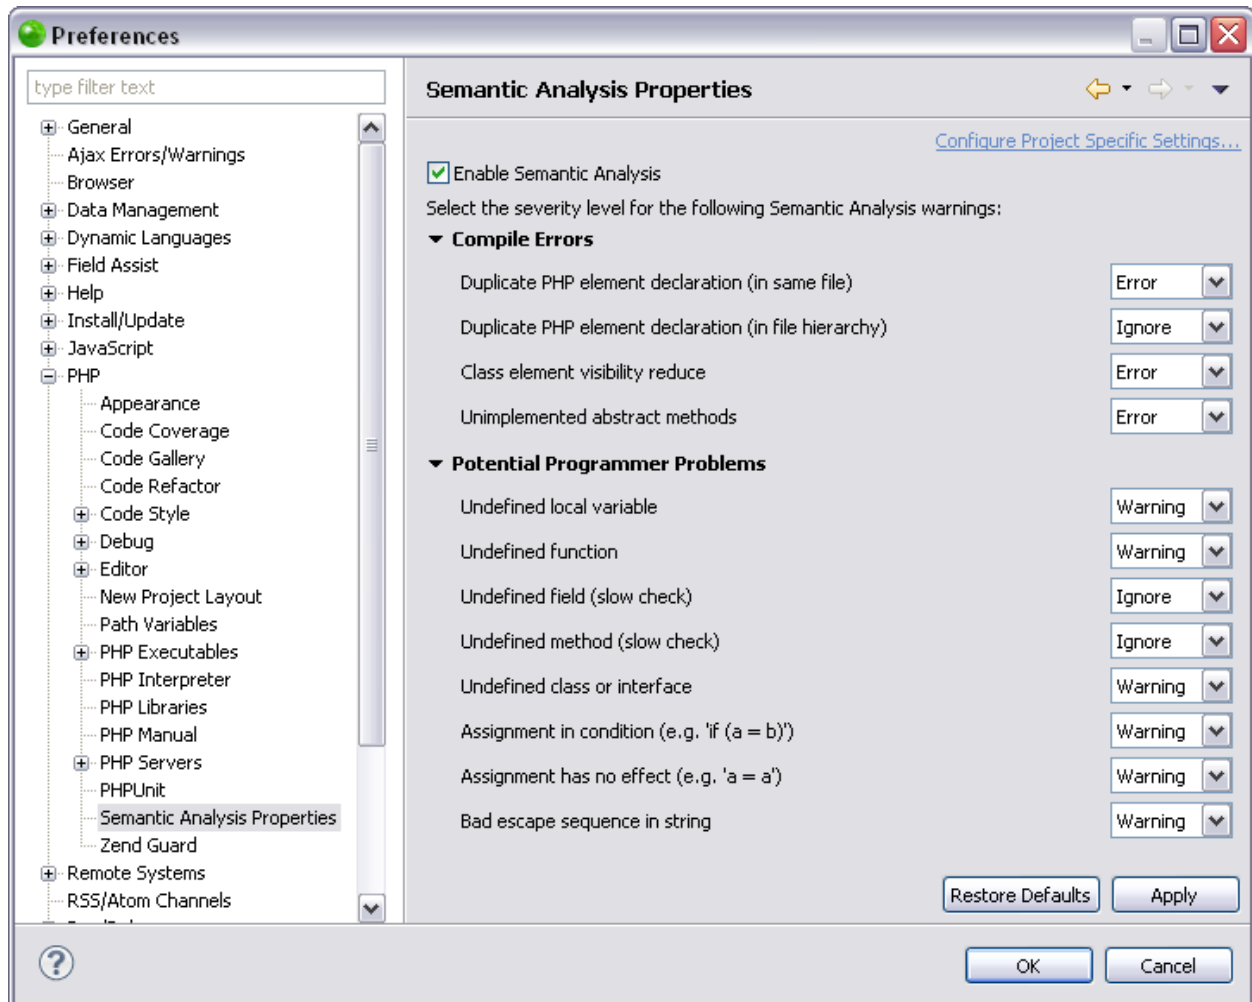 Preferences
type filter text
General
Ajax Errors/Warnings
Browser
Data Management
Dynamic Languages
Field Assist
Help
Install/Update
JavaScript
PHP
Appearance
Code Coverage
Code Gallery
Code Refactor
Code Style
Debug
Editor
New Project Layout
Path Variables
PHP Executables
PHP Interpreter
PHP Libraries
PHP Manual
PHP Servers
PHPUnit
Semantic Analysis Properties
Zend Guard
Remote Systems
RSS/Atom Channels
Semantic Analysis Properties
Configure Project Specific Settings...
Enable Semantic Analysis
Select the severity level for the following Semantic Analysis warnings:
Compile Errors
Duplicate PHP element declaration (in same file) Error
Duplicate PHP element declaration (in file hierarchy) Ignore
Class element visibility reduce Error
Unimplemented abstract methods Error
Potential Programmer Problems
Undefined local variable Warning
Undefined function Warning
Undefined field (slow check) Ignore
Undefined method (slow check) Ignore
Undefined class or interface Warning
Assignment in condition (e.g. 'if (a = b)') Warning
Assignment has no effect (e.g. 'a = a') Warning
Bad escape sequence in string Warning
Restore Defaults Apply
? OK Cancel